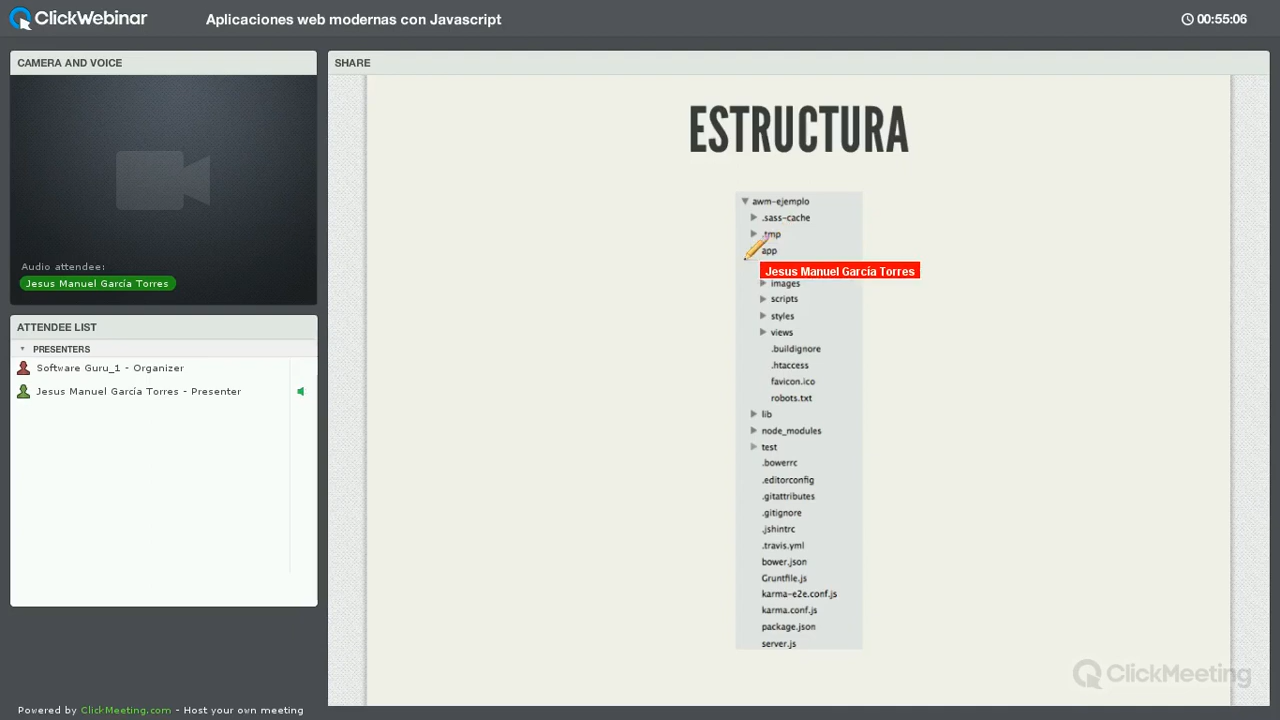 ClickWebinar
Aplicaciones web modernas con Javascript
00:55:06
CAMERA AND VOICE
Audio attendee:
Jesus Manuel García Torres
ATTENDEE LIST
PRESENTERS
Software Guru_1 - Organizer
Jesus Manuel García Torres - Presenter
SHARE
ESTRUCTURA
awm-ejemplo
.sass-cache
.tmp
app
Jesus Manuel García Torres
images
scripts
styles
views
.buildignore
.htaccess
favicon.ico
robots.txt
lib
node_modules
test
.bowerrc
.editorconfig
.gitattributes
.gitignore
.jshintrc
.travis.yml
bower.json
Gruntfile.js
karma-e2e.conf.js
karma.conf.js
package.json
server.js
ClickMeeting
Powered by ClickMeeting.com - Host your own meeting